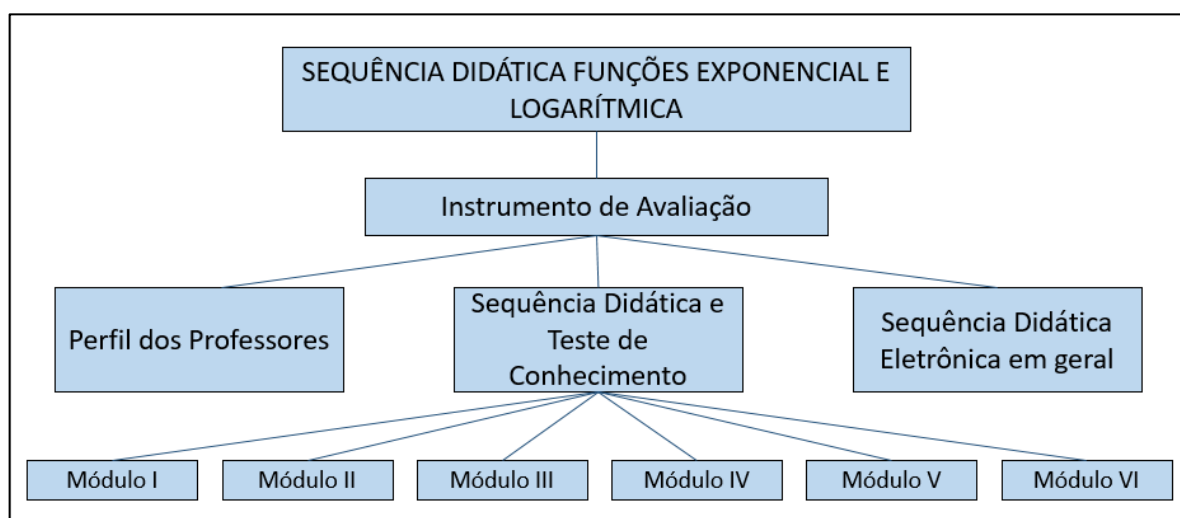 SEQUÊNCIA DIDÁTICA FUNÇÕES EXPONENCIAL E
LOGARÍTMICA
Instrumento de Avaliação
Perfil dos Professores
Sequência Didática e
Teste de
Conhecimento
Sequência Didática
Eletrônica em geral
Módulo I
Módulo II
Módulo III
Módulo IV
Módulo V
Módulo VI